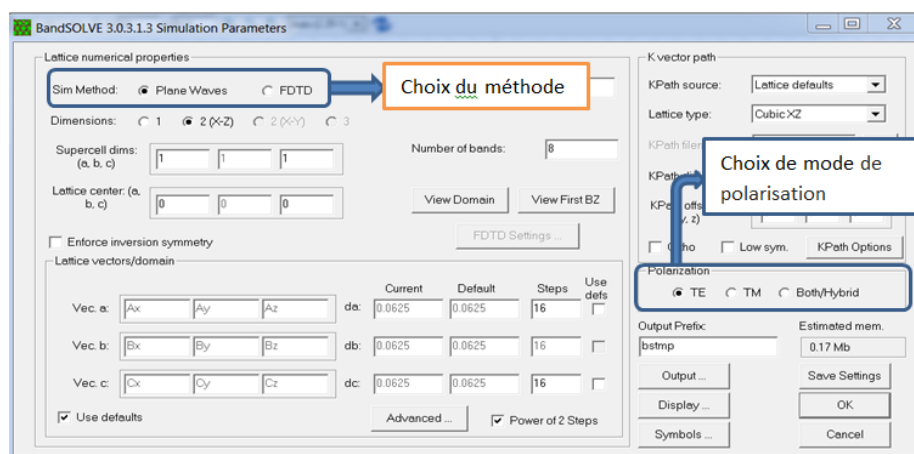 BandSOLVE 3.0.3.1.3 Simulation Parameters
Lattice numerical properties
Sim Method: Plane Waves FDTD
Choix du méthode
Dimensions: 1 2 (X-Z) 2 (X-Y) 3
Supercell dims: (a, b, c) 1 1 1
Number of bands: 8
Lattice center: (a, b, c) 0 0 0
View Domain View First BZ
Enforce inversion symmetry
FDTD Settings ...
Lattice vectors/domain
Current Default Steps Use defs
Vec. a: Ax Ay Az da: 0.0625 0.0625 16
Vec. b: Bx By Bz db: 0.0625 0.0625 16
Vec. c: Cx Cy Cz dc: 0.0625 0.0625 16
Use defaults Advanced ... Power of 2 Steps
K vector path
KPath source: Lattice defaults
Lattice type: Cubic XZ
KPath
Choix de mode de
polarisation
Low sym. KPath Options
Polarization
TE TM Both/Hybrid
Output Prefix: Estimated mem.
bstmp 0.17 Mb
Output ... Save Settings
Display ... OK
Symbols ... Cancel